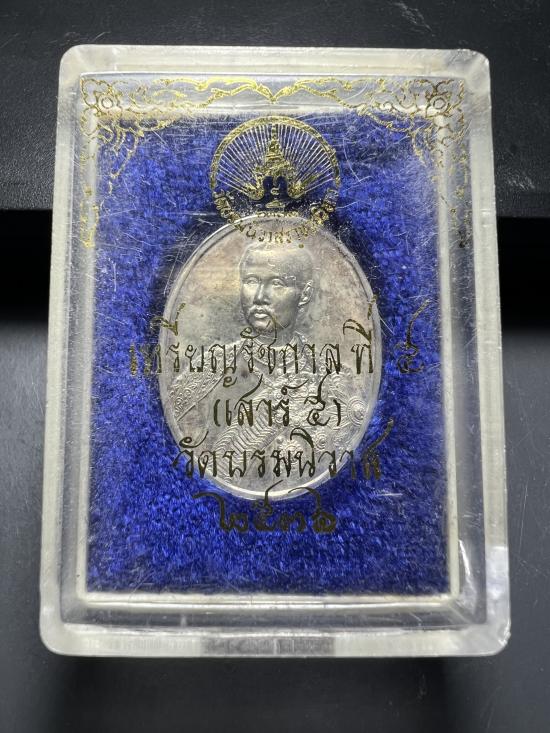 เหรียญรัชกาลที่ ๕
(เสาร์ ๕)
วัดบรมนิวาส
๒๕๓๖